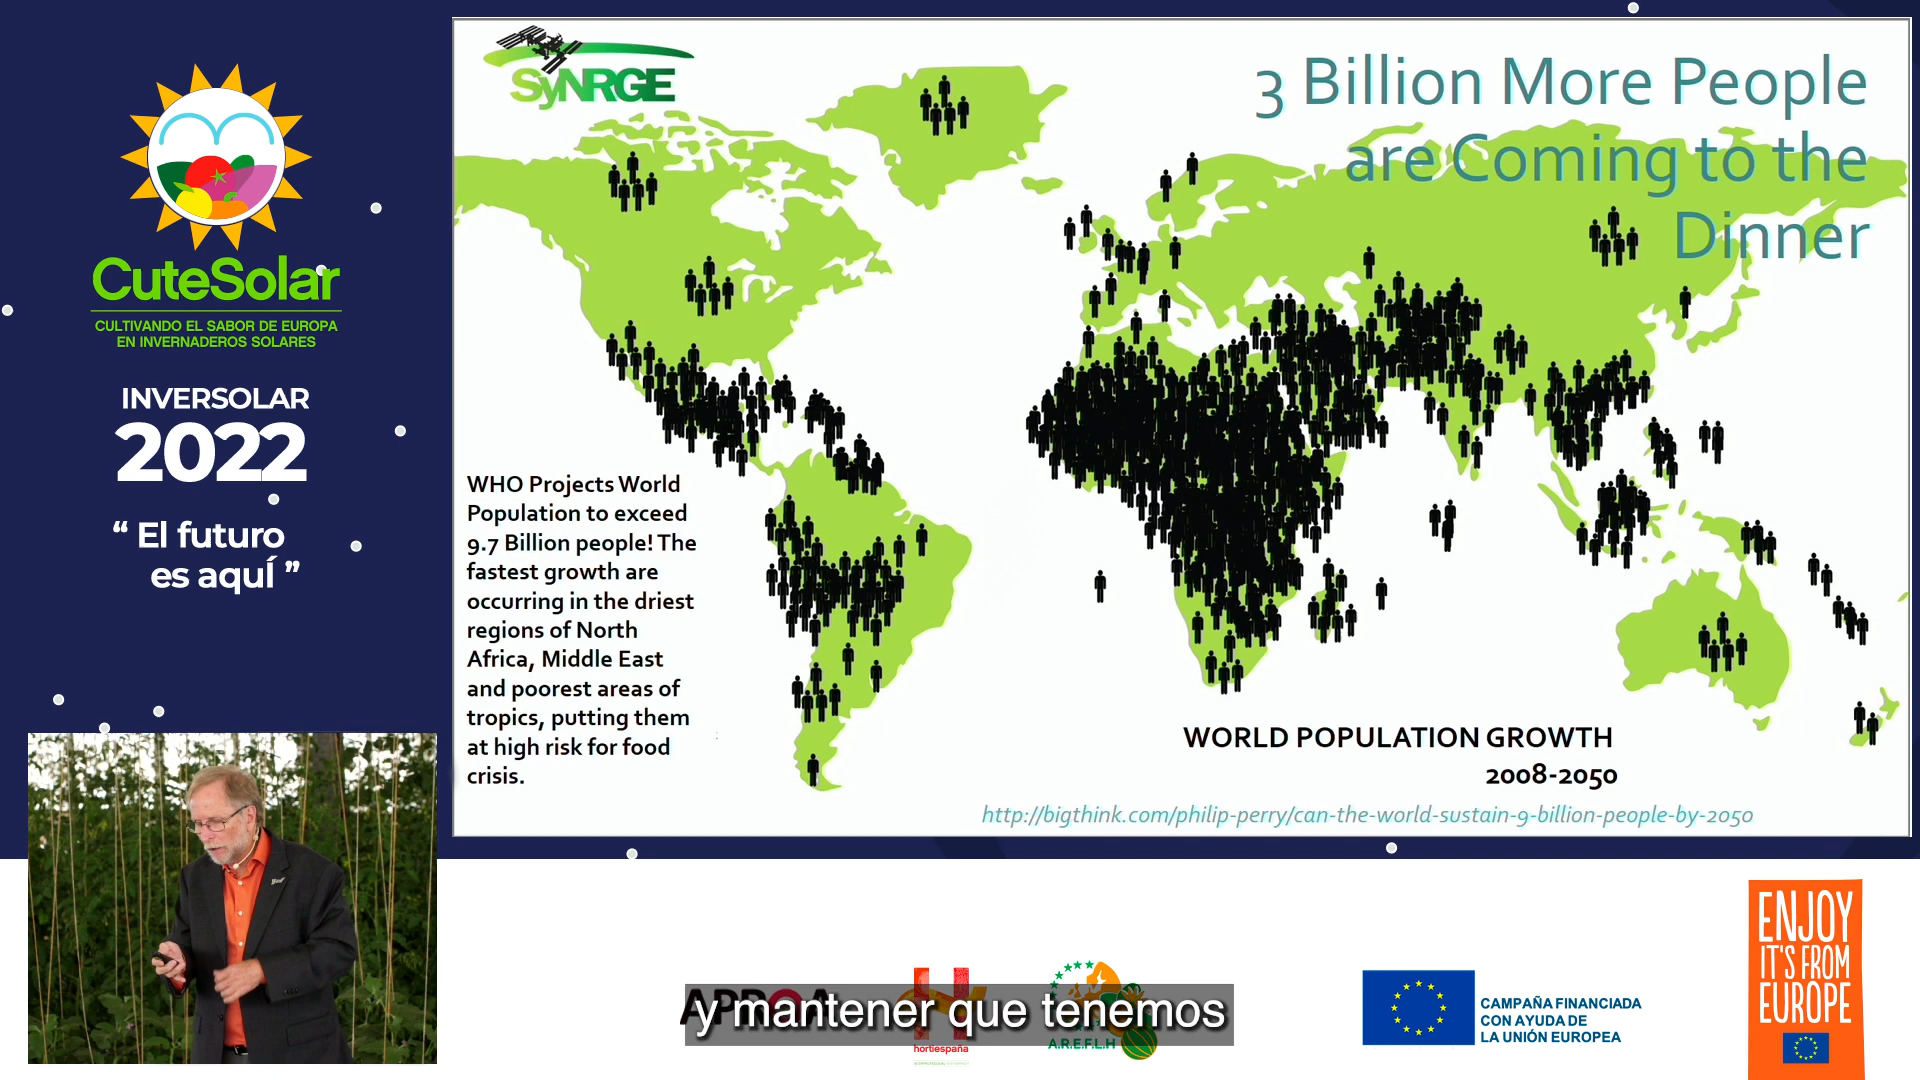 CuteSolar
CULTIVANDO EL SABOR DE EUROPA
EN INVERNADEROS SOLARES
INVERSOLAR
2022
“ El futuro
es aquÍ ”
SyNRGE
3 Billion More People
are Coming to the
Dinner
WHO Projects World
Population to exceed
9.7 Billion people! The
fastest growth are
occurring in the driest
regions of North
Africa, Middle East
and poorest areas of
tropics, putting them
at high risk for food
crisis.
WORLD POPULATION GROWTH
2008-2050
http://bigthink.com/philip-perry/can-the-world-sustain-9-billion-people-by-2050
APROA
y mantener que tenemos
hortiespaña
A.R.E.F.L.H
CAMPAÑA FINANCIADA
CON AYUDA DE
LA UNIÓN EUROPEA
ENJOY
IT'S FROM
EUROPE